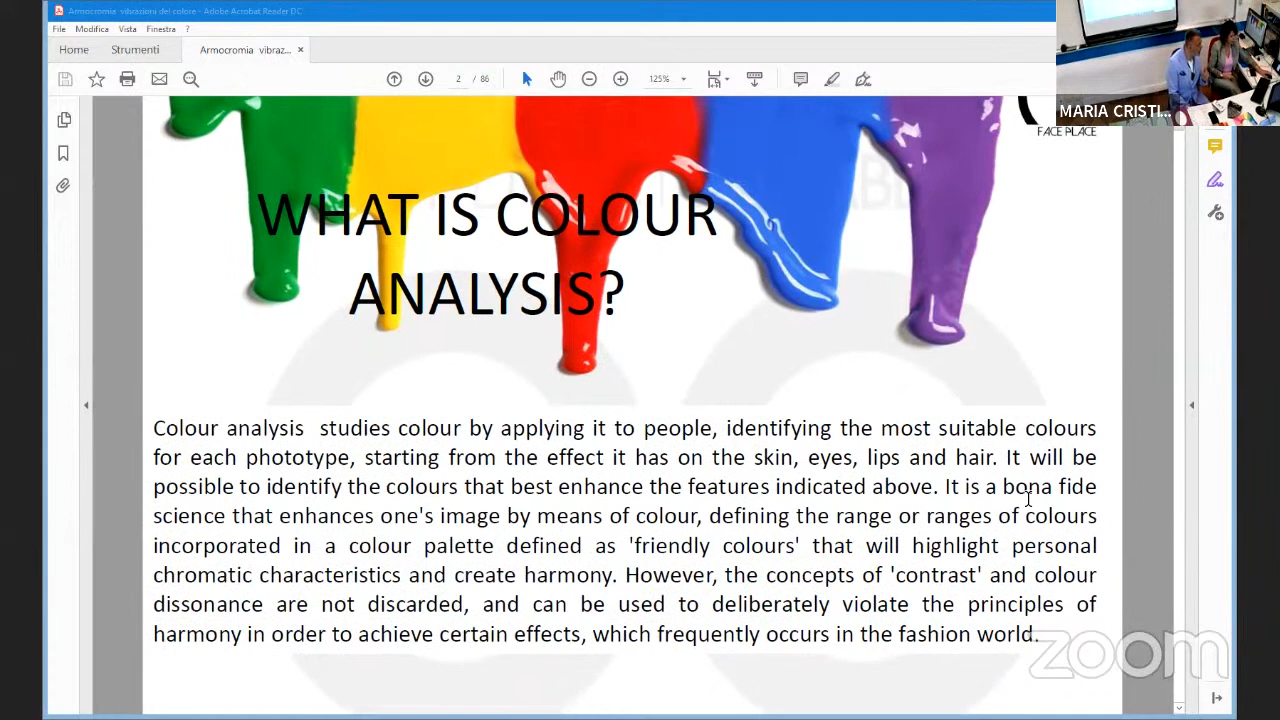 Armocromia vibrazioni del colore - Adobe Acrobat Reader DC
File Modifica Vista Finestra ?
Home Strumenti Armocromia vibraz... ×
2 / 86 125%
MARIA CRISTI...
FACE PLACE
WHAT IS COLOUR
ANALYSIS?
Colour analysis studies colour by applying it to people, identifying the most suitable colours
for each phototype, starting from the effect it has on the skin, eyes, lips and hair. It will be
possible to identify the colours that best enhance the features indicated above. It is a bona fide
science that enhances one's image by means of colour, defining the range or ranges of colours
incorporated in a colour palette defined as 'friendly colours' that will highlight personal
chromatic characteristics and create harmony. However, the concepts of 'contrast' and colour
dissonance are not discarded, and can be used to deliberately violate the principles of
harmony in order to achieve certain effects, which frequently occurs in the fashion world.
zoom